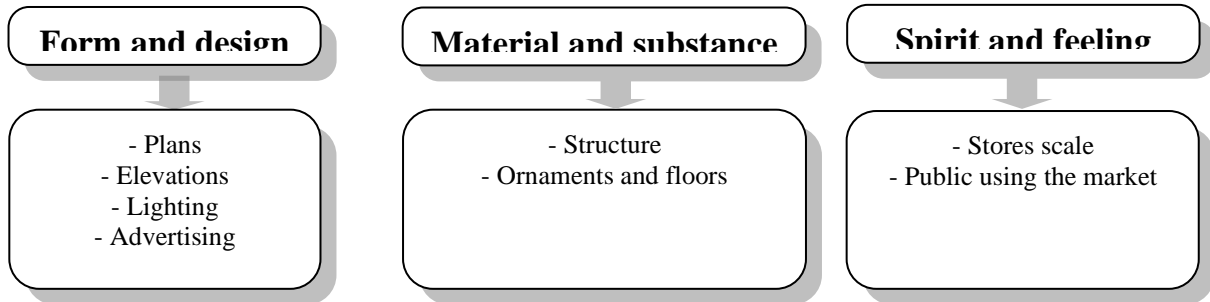 Form and design
- Plans
- Elevations
- Lighting
- Advertising
Material and substance
- Structure
- Ornaments and floors
Spirit and feeling
- Stores scale
- Public using the market